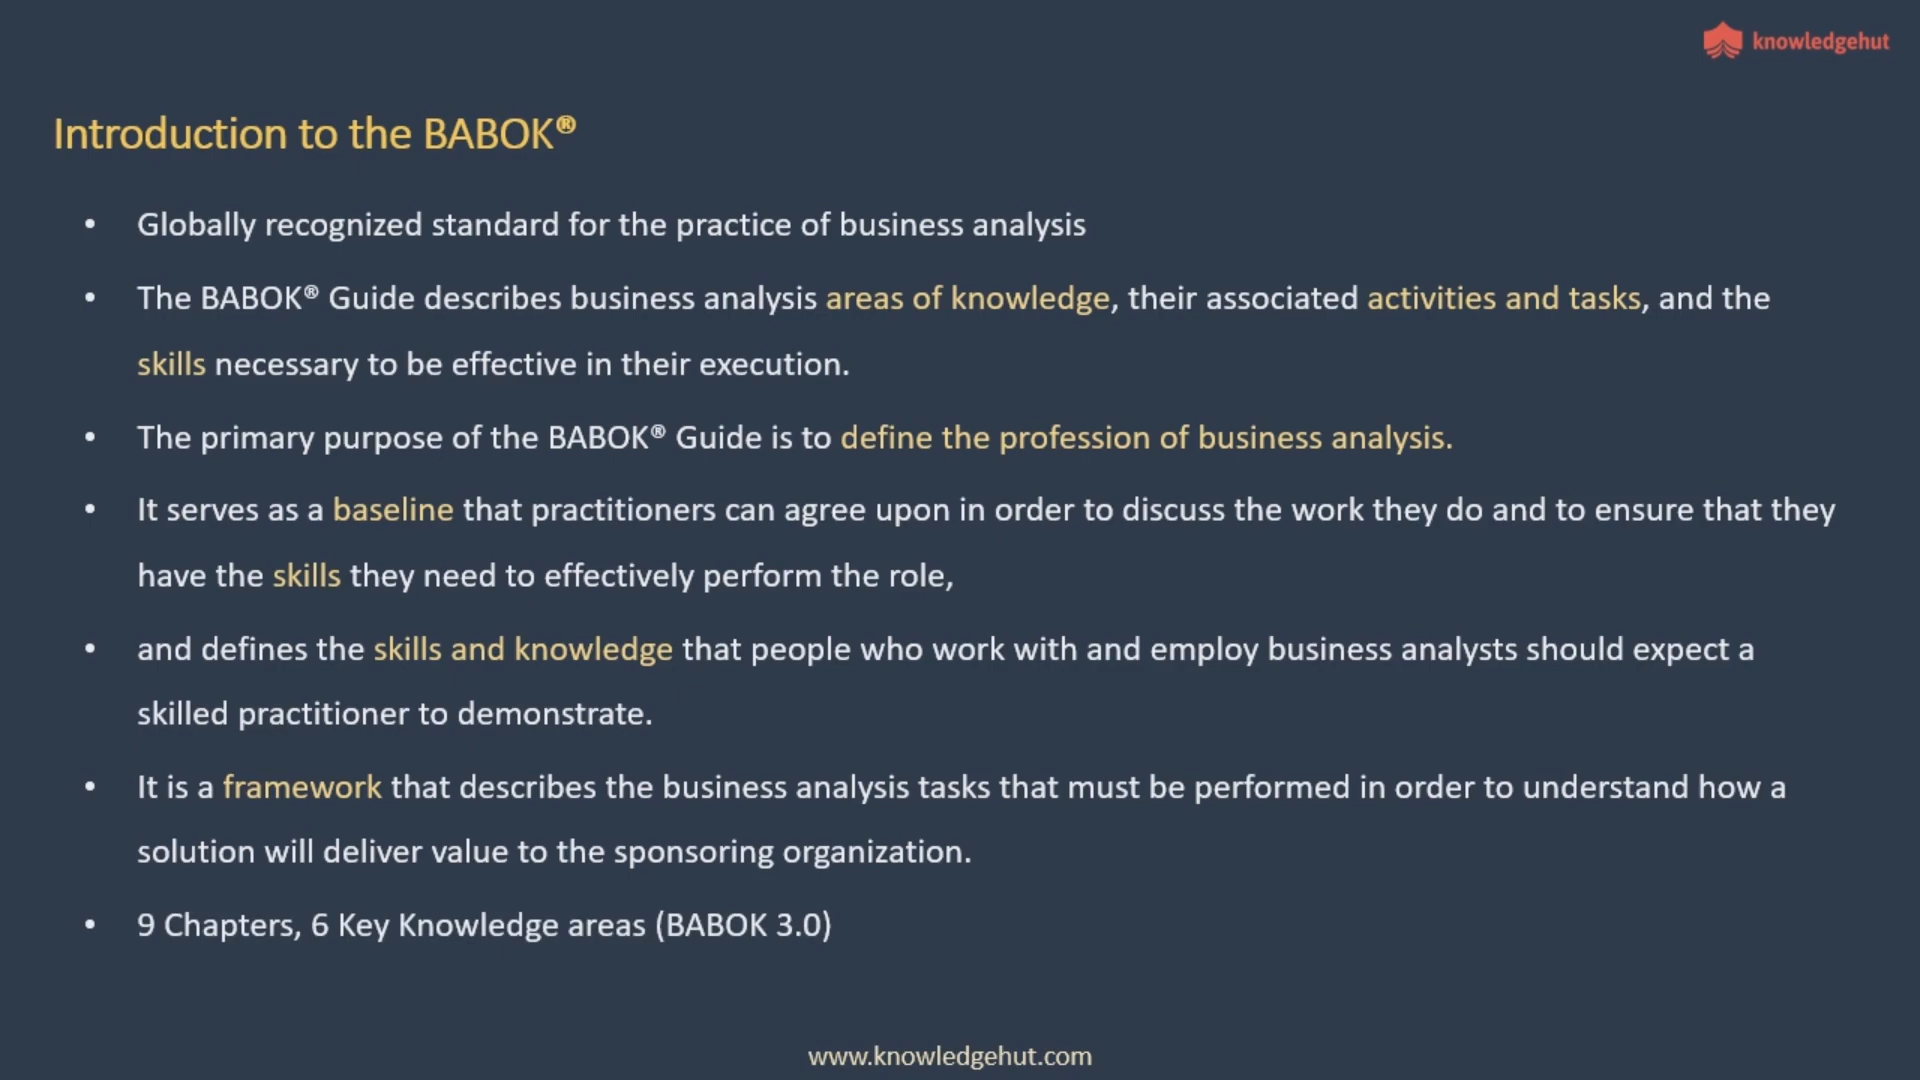 knowledgehut
Introduction to the BABOK®
• Globally recognized standard for the practice of business analysis
• The BABOK® Guide describes business analysis areas of knowledge, their associated activities and tasks, and the
skills necessary to be effective in their execution.
• The primary purpose of the BABOK® Guide is to define the profession of business analysis.
• It serves as a baseline that practitioners can agree upon in order to discuss the work they do and to ensure that they
have the skills they need to effectively perform the role,
• and defines the skills and knowledge that people who work with and employ business analysts should expect a
skilled practitioner to demonstrate.
• It is a framework that describes the business analysis tasks that must be performed in order to understand how a
solution will deliver value to the sponsoring organization.
• 9 Chapters, 6 Key Knowledge areas (BABOK 3.0)
www.knowledgehut.com